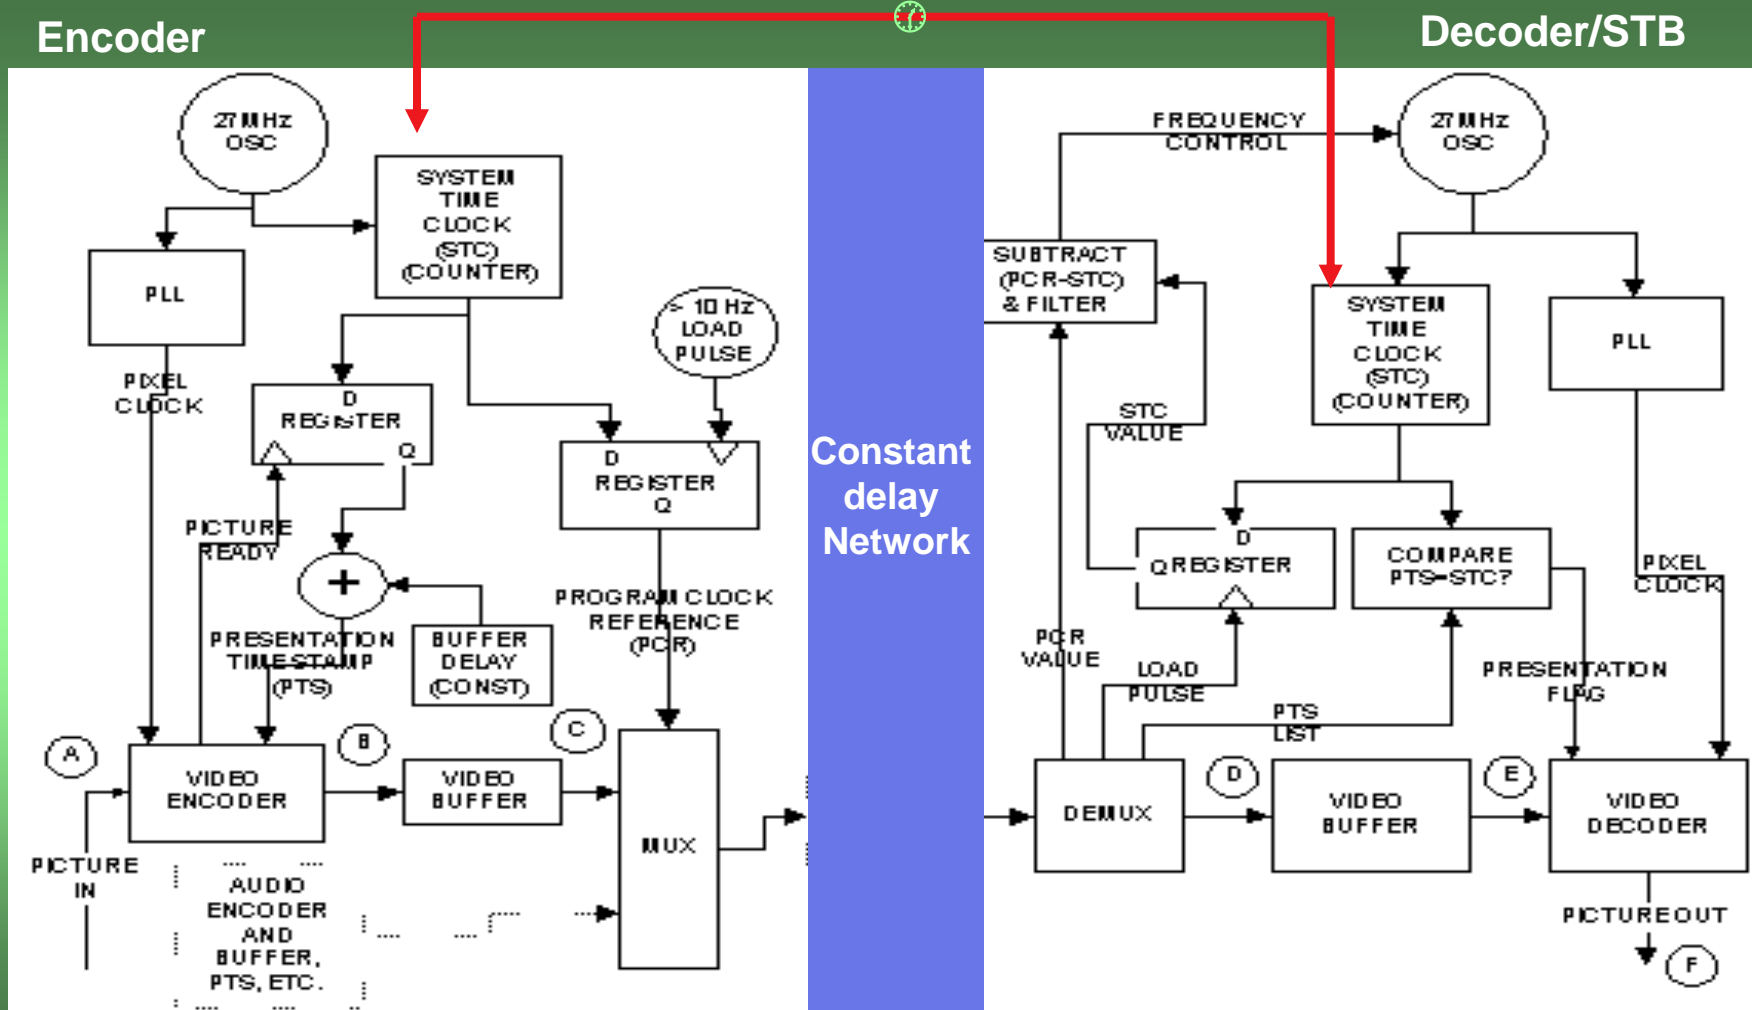 Encoder
Decoder/STB
27MHz
OSC
SYSTEM
TIME
CLOCK
(STC)
(COUNTER)
PLL
> 10 Hz
LOAD
PULSE
PIXEL
CLOCK
D
REGISTER
Q
D
REGISTER
Q
PICTURE
READY
+
PROGRAM CLOCK
REFERENCE
(PCR)
PRESENTATION
TIMESTAMP
(PTS)
BUFFER
DELAY
(CONST)
A
B
C
VIDEO
ENCODER
VIDEO
BUFFER
MUX
PICTURE
IN
AUDIO
ENCODER
AND
BUFFER,
PTS, ETC.
Constant
delay
Network
FREQUENCY
CONTROL
27MHz
OSC
SUBTRACT
(PCR-STC)
& FILTER
SYSTEM
TIME
CLOCK
(STC)
(COUNTER)
PLL
STC
VALUE
D
Q REGISTER
COMPARE
PTS=STC?
PIXEL
CLOCK
PCR
VALUE
LOAD
PULSE
PRESENTATION
FLAG
PTS
LIST
D
E
DEMUX
VIDEO
BUFFER
VIDEO
DECODER
PICTURE OUT
F